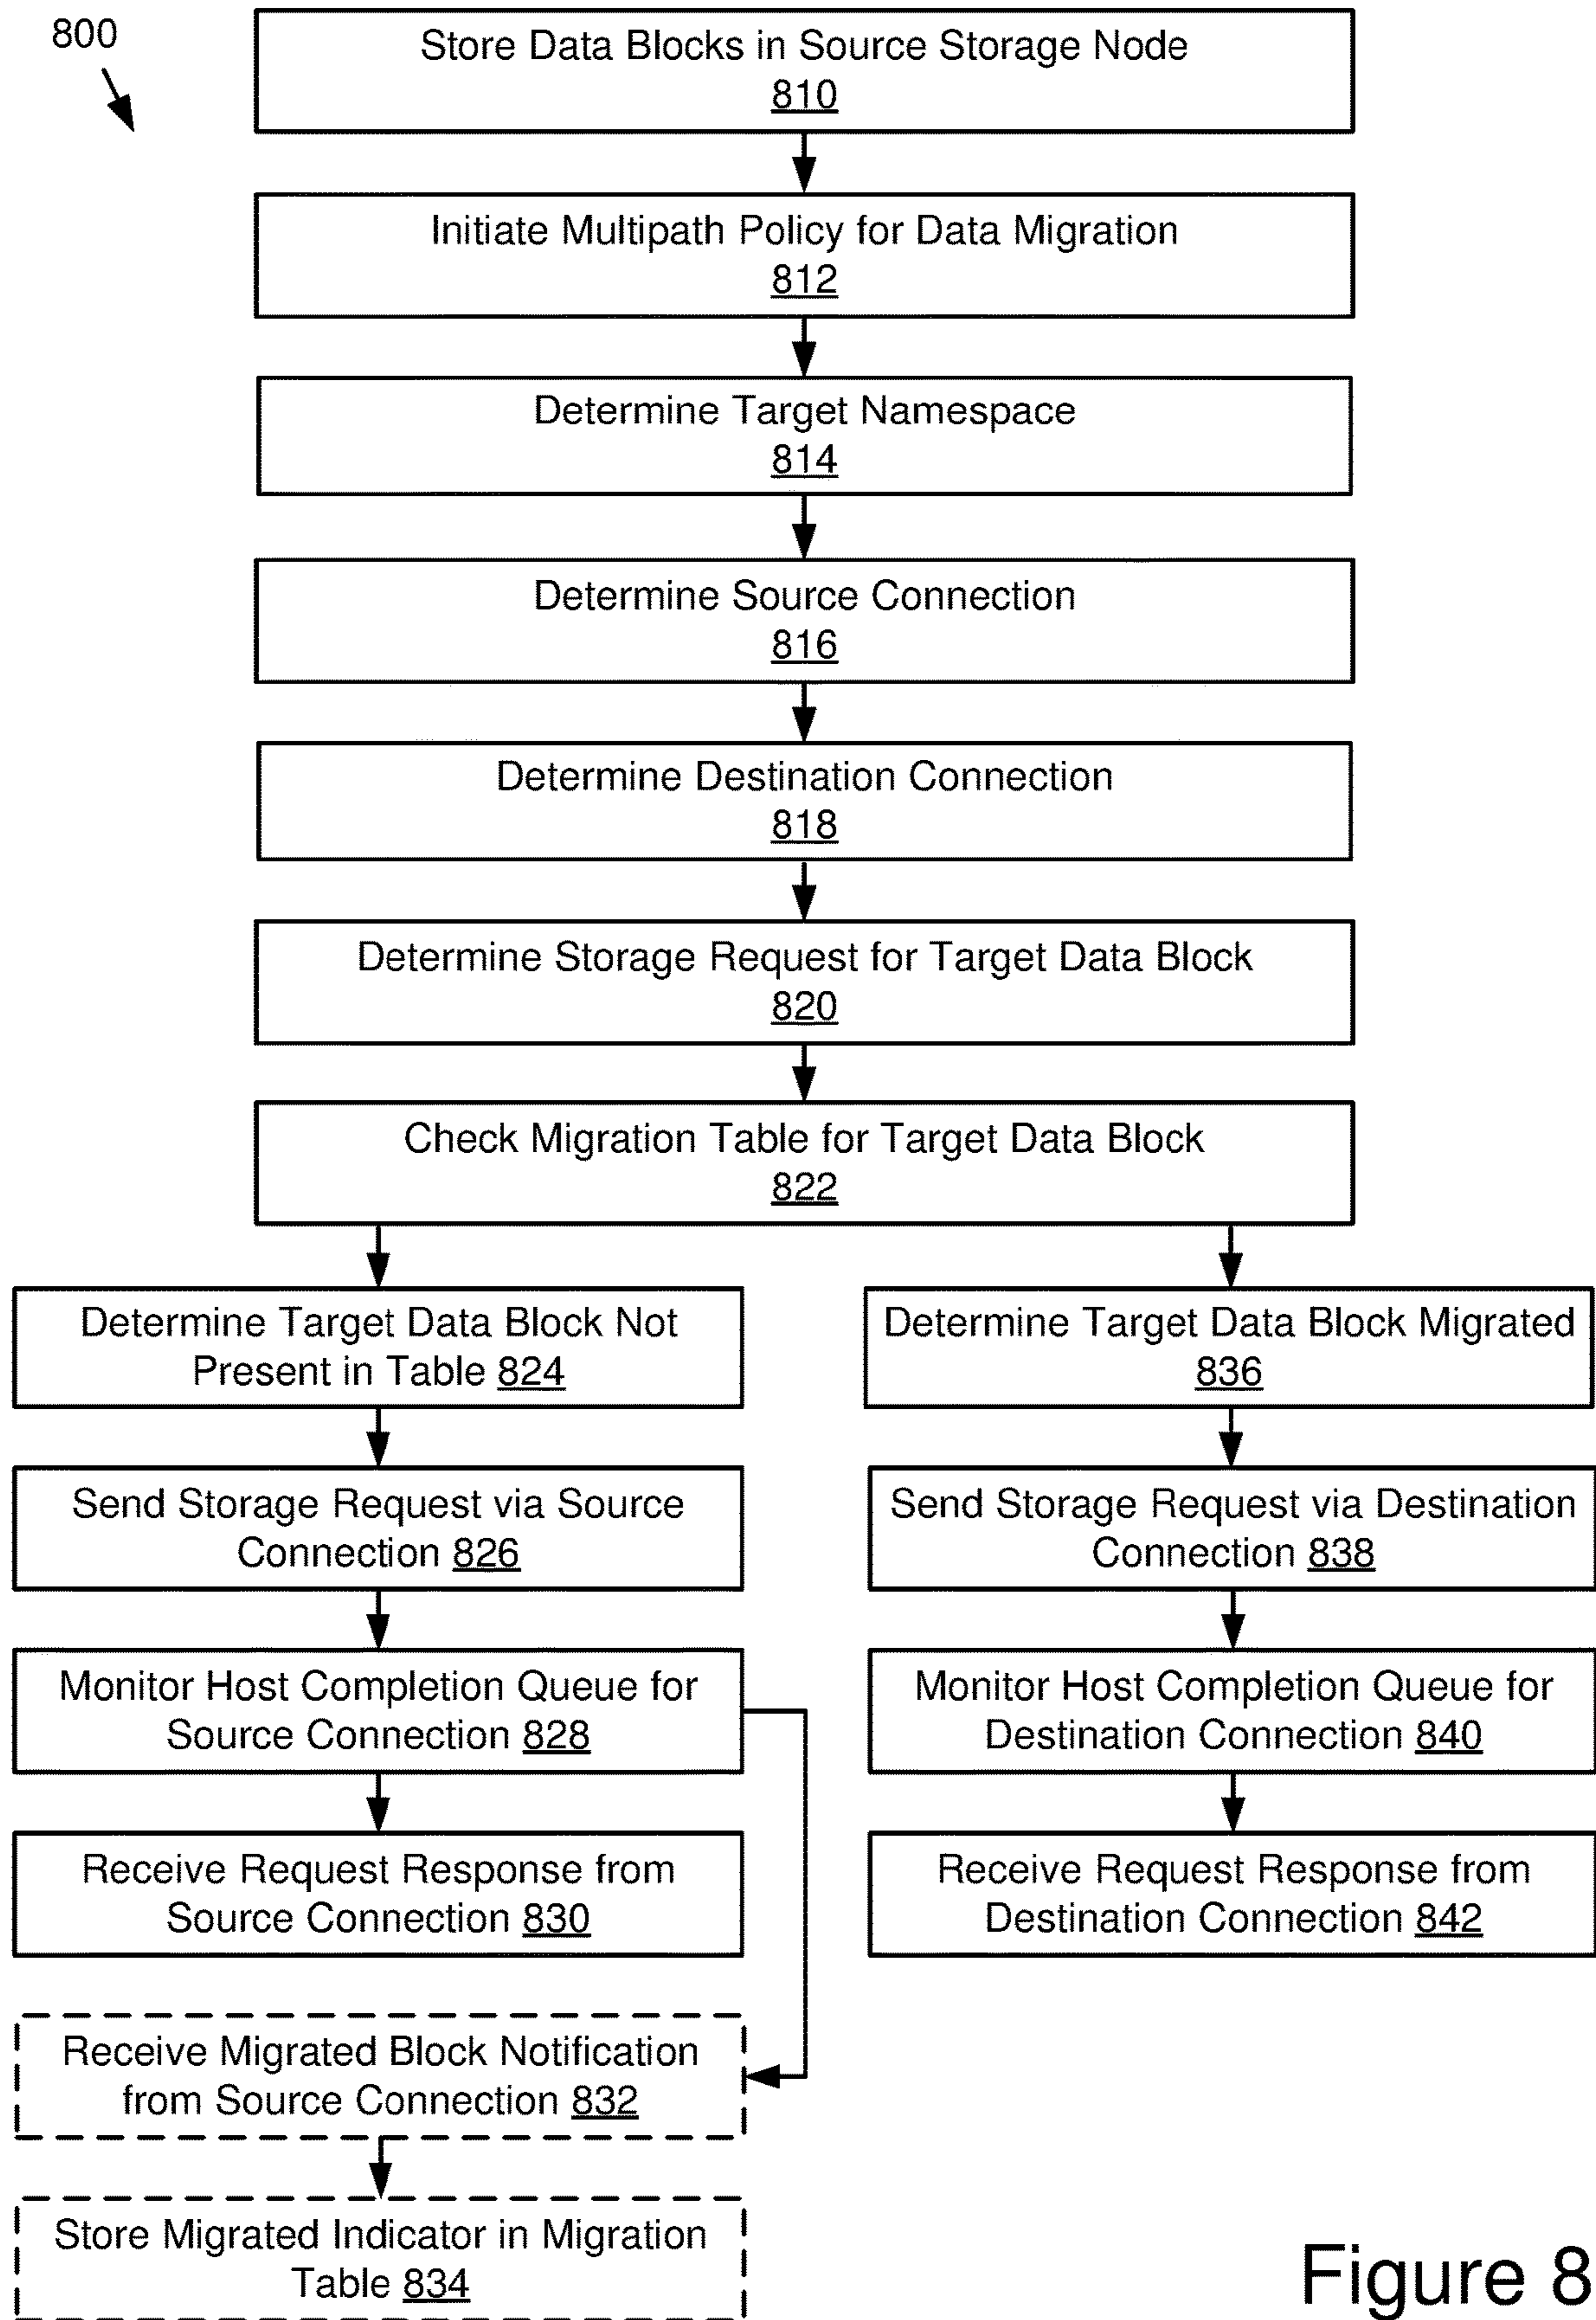 800
Store Data Blocks in Source Storage Node
810
Initiate Multipath Policy for Data Migration
812
Determine Target Namespace
814
Determine Source Connection
816
Determine Destination Connection
818
Determine Storage Request for Target Data Block
820
Check Migration Table for Target Data Block
822
Determine Target Data Block Not
Present in Table 824
Send Storage Request via Source
Connection 826
Monitor Host Completion Queue for
Source Connection 828
Receive Request Response from
Source Connection 830
Receive Migrated Block Notification
from Source Connection 832
Store Migrated Indicator in Migration
Table 834
Determine Target Data Block Migrated
836
Send Storage Request via Destination
Connection 838
Monitor Host Completion Queue for
Destination Connection 840
Receive Request Response from
Destination Connection 842
Figure 8